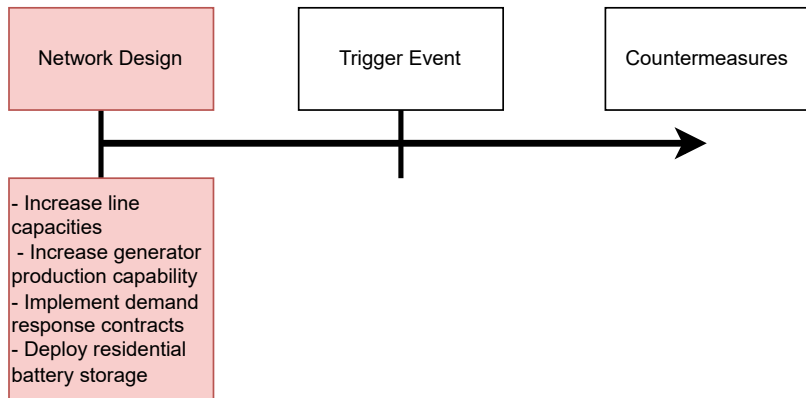 Network Design
Trigger Event
Countermeasures
- Increase line
capacities
- Increase generator
production capability
- Implement demand
response contracts
- Deploy residential
battery storage